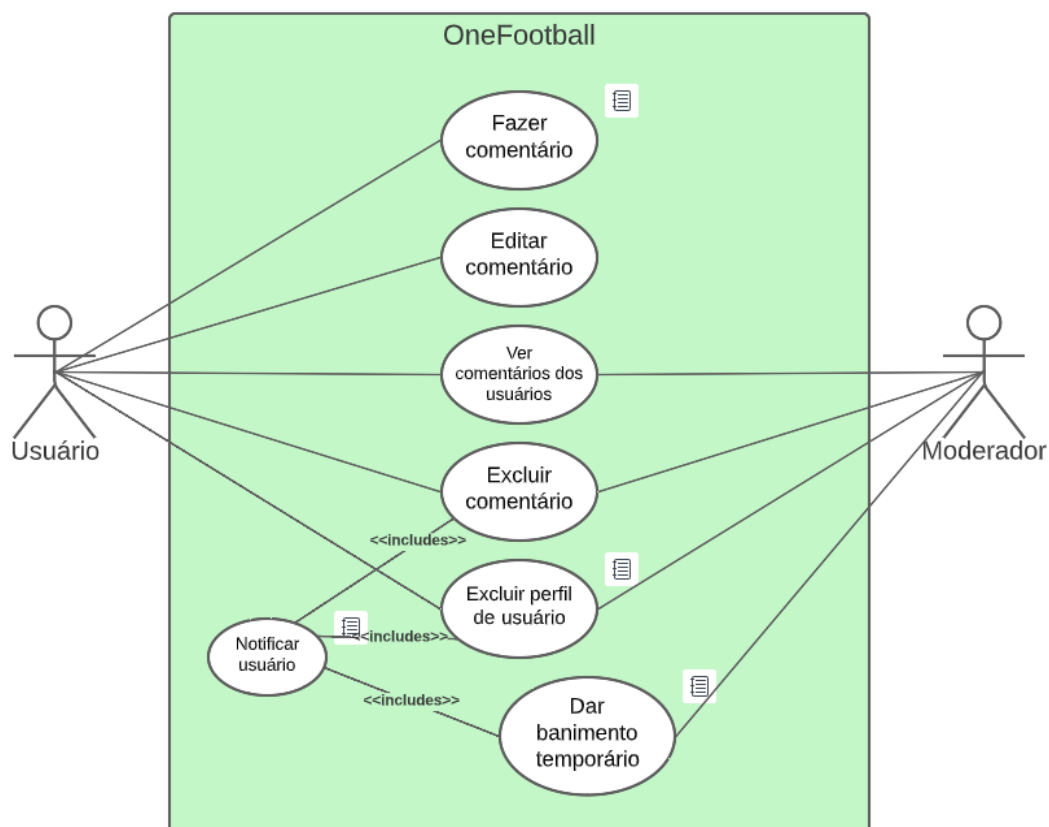 OneFootball
Fazer
comentário
Editar
comentário
Ver
comentários dos
usuários
Usuário
Moderador
Excluir
comentário
<<includes>>
Excluir perfil
de usuário
Notificar
usuário
<<includes>>
<<includes>>
Dar
banimento
temporário